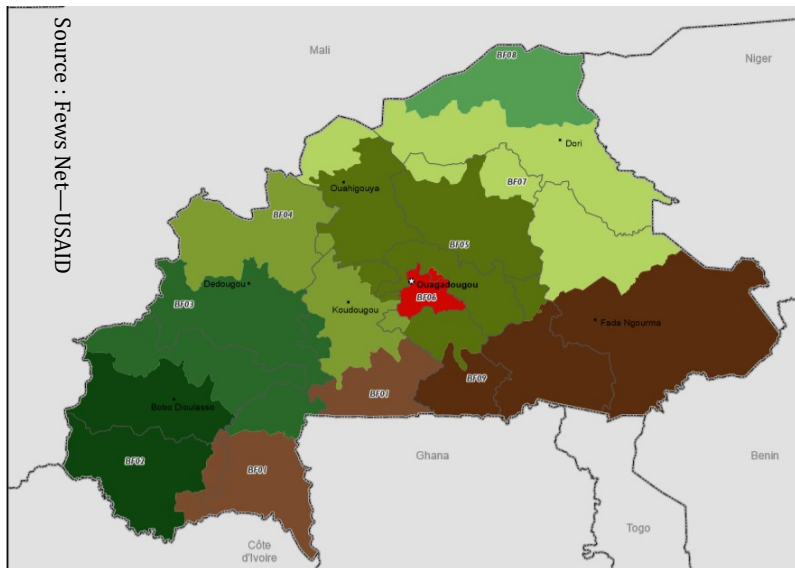 Source : Fews Net—USAID
Mali
BF08
Niger
Dori
Ouahigouya
BF07
BF04
BF05
Dedougou
Ouagadougou
BF06
BF03
Koudougou
Fada Ngourma
BF01
BF09
Bobo Dioulasso
BF02
BF01
Ghana
Benin
Togo
Côte
d'Ivoire